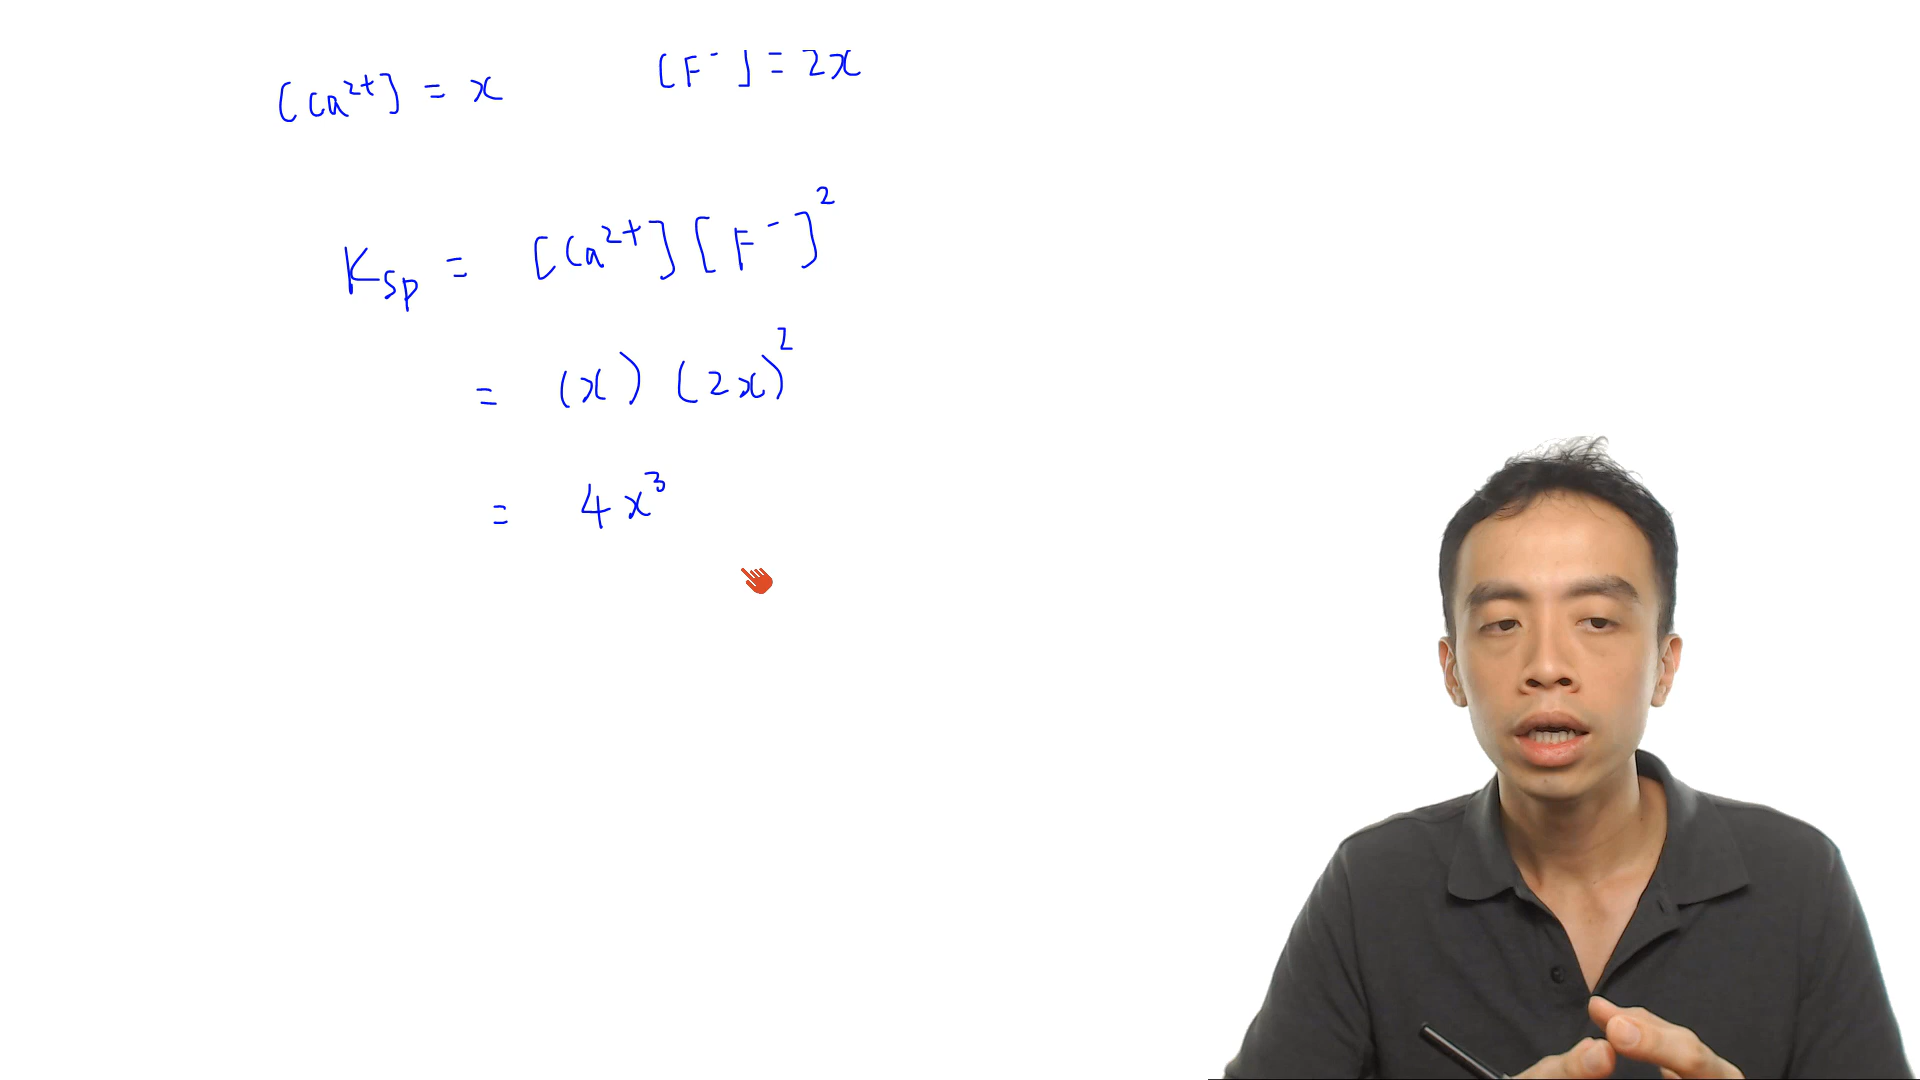 [Ca²⁺] = x [F⁻] = 2x
Ksp = [Ca²⁺][F⁻]²
= (x) (2x)²
= 4x³